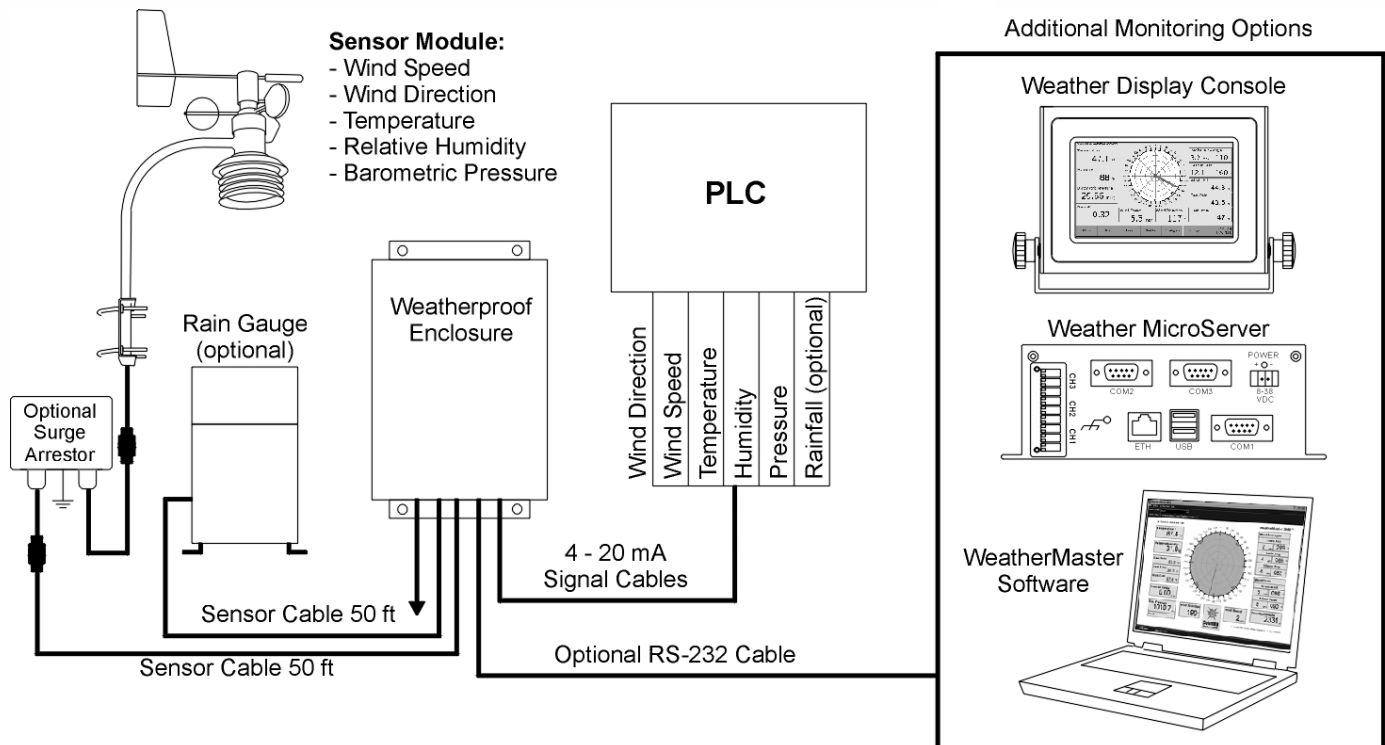 Sensor Module:
- Wind Speed
- Wind Direction
- Temperature
- Relative Humidity
- Barometric Pressure
Additional Monitoring Options
Weather Display Console
PLC
Weatherproof
Enclosure
Rain Gauge
(optional)
Optional
Surge
Arrestor
Wind Direction
Wind Speed
Temperature
Humidity
Pressure
Rainfall (optional)
4 - 20 mA
Signal Cables
Sensor Cable 50 ft
Sensor Cable 50 ft
Optional RS-232 Cable
Weather MicroServer
POWER
+ -
8-38
VDC
CH3
CH2
CH1
COM2
COM3
ETH
USB
COM1
WeatherMaster
Software